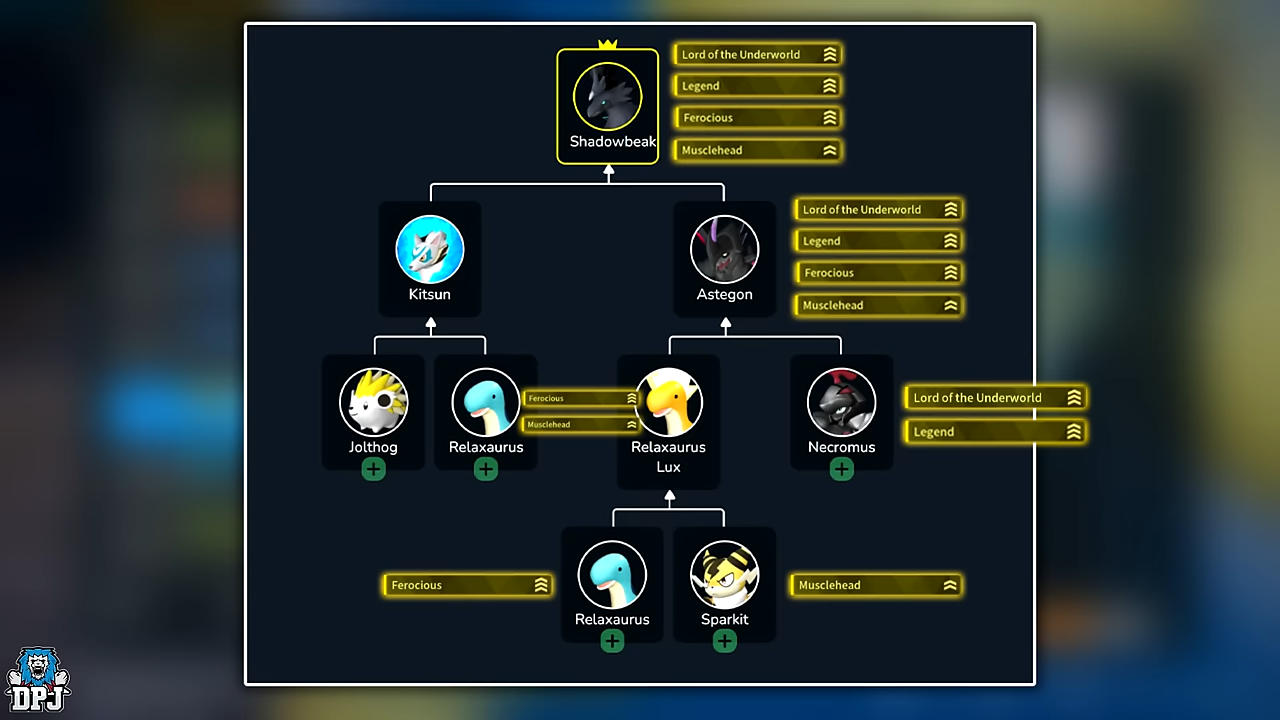 Shadowbeak
Lord of the Underworld
Legend
Ferocious
Musclehead
Kitsun
Astegon
Lord of the Underworld
Legend
Ferocious
Musclehead
Jolthog
Relaxaurus
Ferocious
Musclehead
Relaxaurus
Lux
Necromus
Lord of the Underworld
Legend
Ferocious
Relaxaurus
Sparkit
Musclehead
DPJ